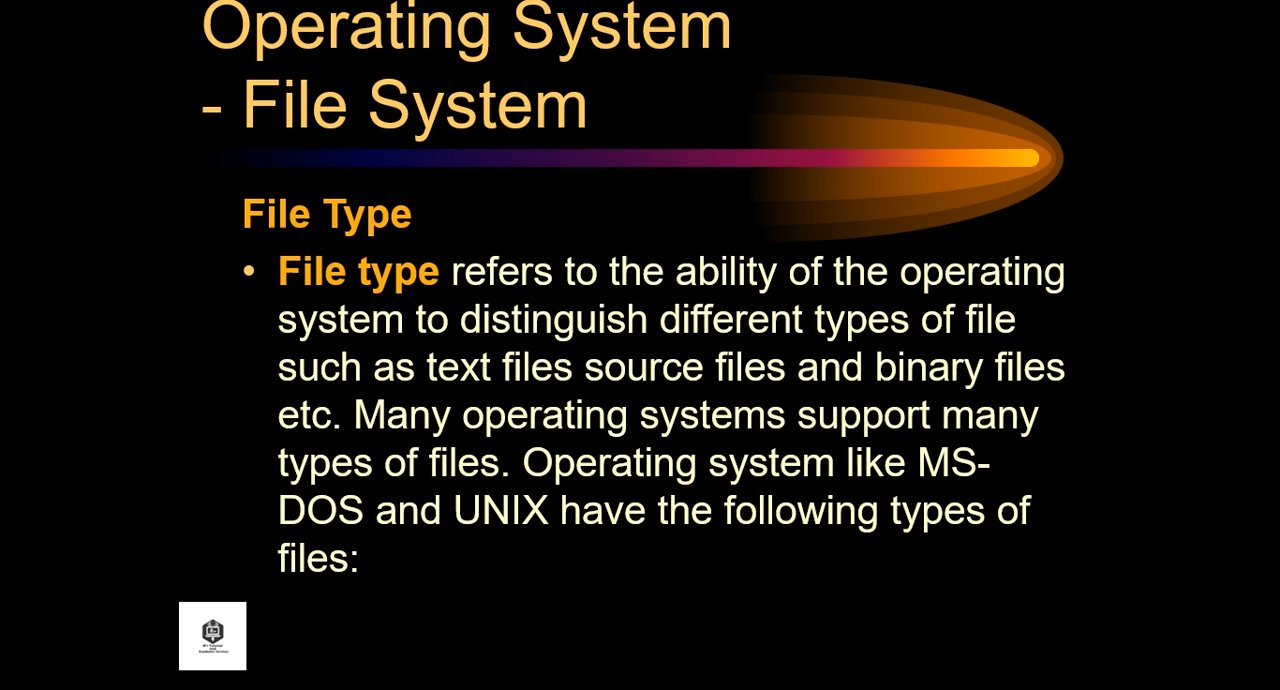 Operating System
- File System
File Type
• File type refers to the ability of the operating
system to distinguish different types of file
such as text files source files and binary files
etc. Many operating systems support many
types of files. Operating system like MS-
DOS and UNIX have the following types of
files: